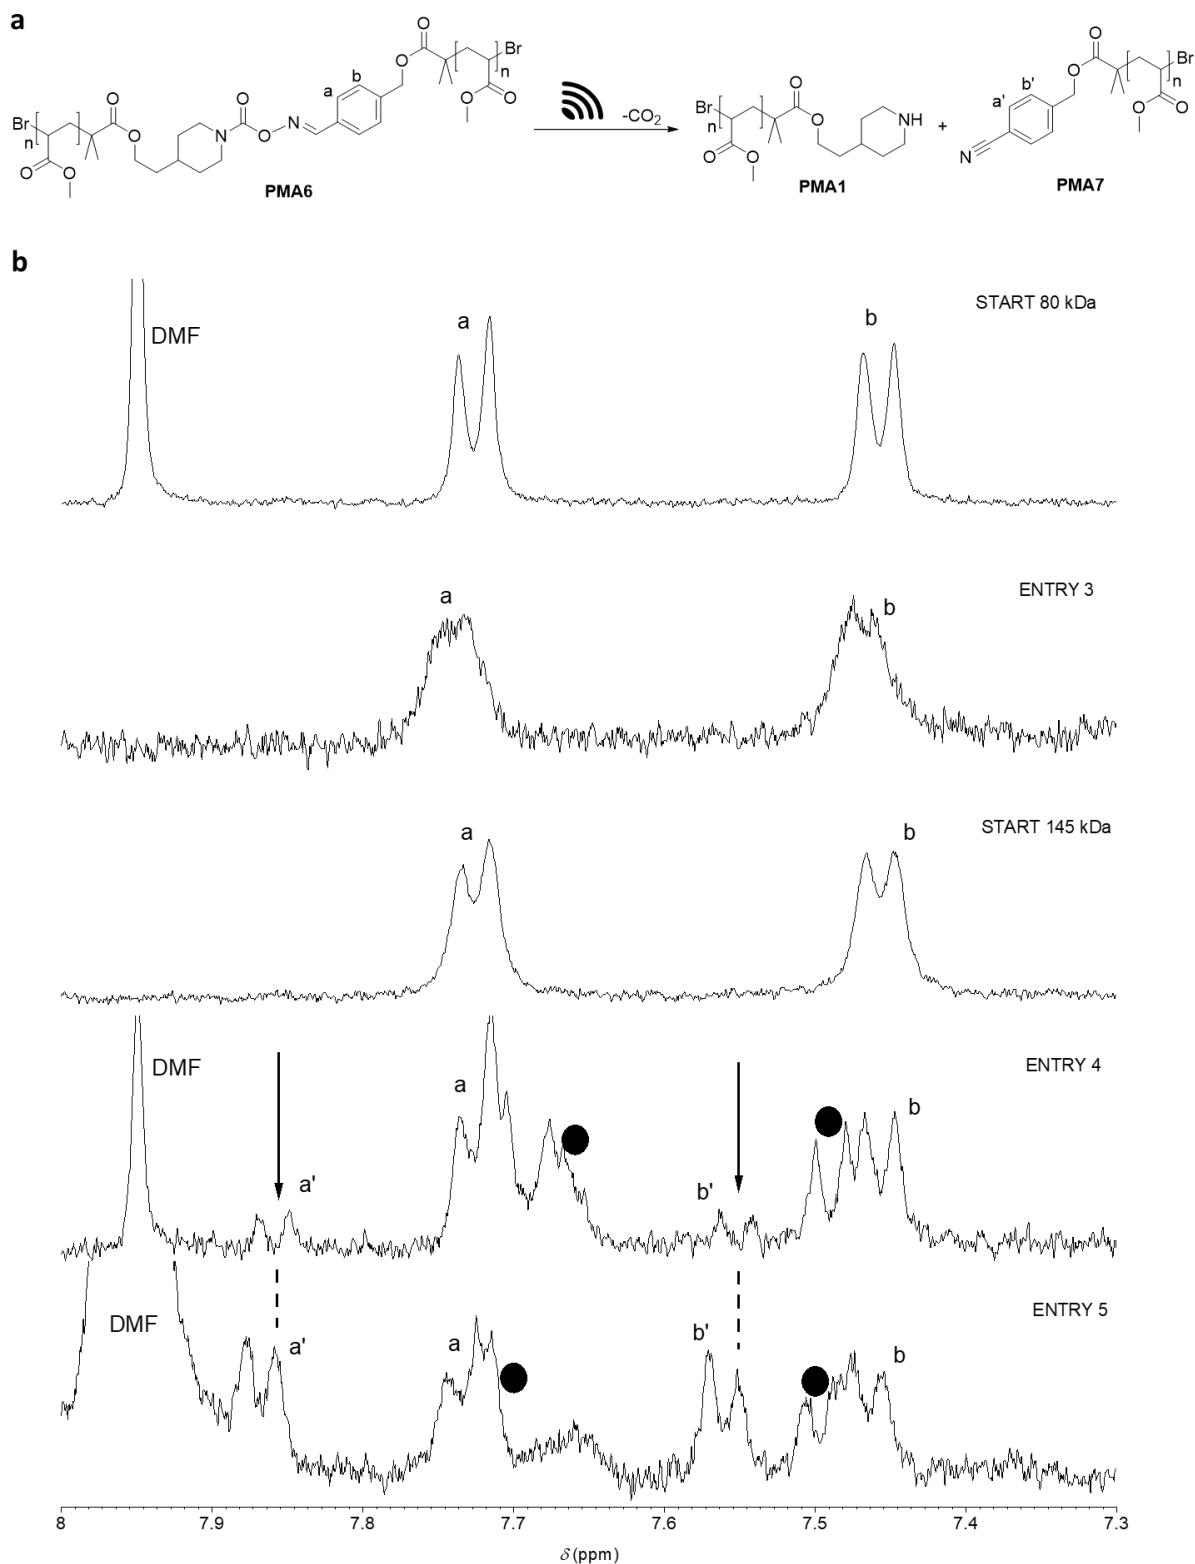 a
O
O
Br
n
O
O
O
N
O
O
N
a
b
O
O
n
Br
O
O
PMA6
-CO₂
Br
n
O
O
O
O
NH
PMA1
+
N
a'
b'
O
O
n
Br
O
O
PMA7
b
START 80 kDa
DMF
a
b
ENTRY 3
a
b
START 145 kDa
a
b
ENTRY 4
DMF
a'
a
b'
b
ENTRY 5
DMF
a'
a
b'
b
8 7.9 7.8 7.7 7.6 7.5 7.4 7.3
δ (ppm)